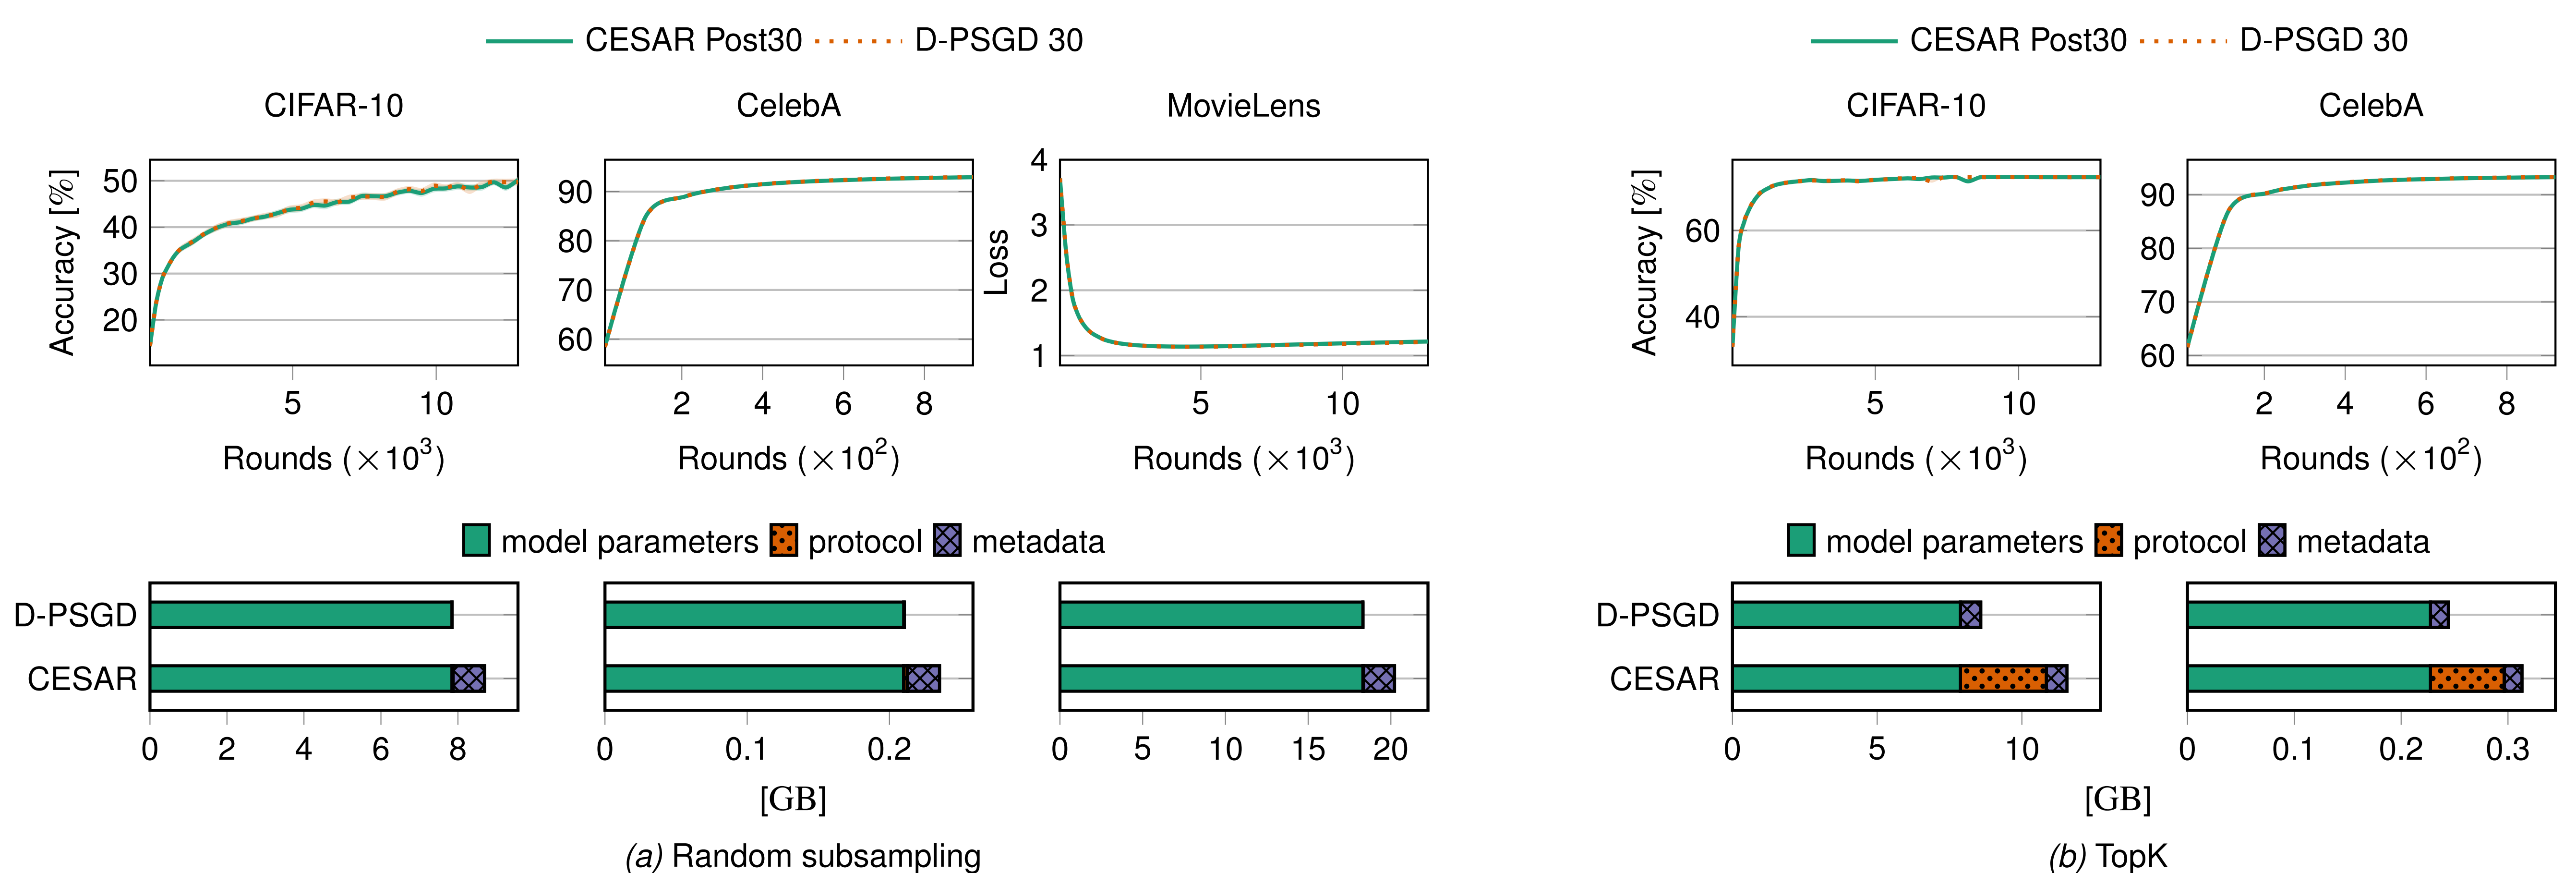 CESAR Post30 D-PSGD 30
CIFAR-10
CelebA
MovieLens
Accuracy [%]
50
40
30
20
5
10
Rounds (×10³)
90
80
70
60
2
4
6
8
Rounds (×10²)
Loss
4
3
2
1
5
10
Rounds (×10³)
model parameters protocol metadata
D-PSGD
CESAR
0
2
4
6
8
0
0.1
0.2
0
5
10
15
20
[GB]
(a) Random subsampling
CESAR Post30 D-PSGD 30
CIFAR-10
CelebA
Accuracy [%]
60
40
5
10
Rounds (×10³)
90
80
70
60
2
4
6
8
Rounds (×10²)
model parameters protocol metadata
D-PSGD
CESAR
0
5
10
0
0.1
0.2
0.3
[GB]
(b) TopK